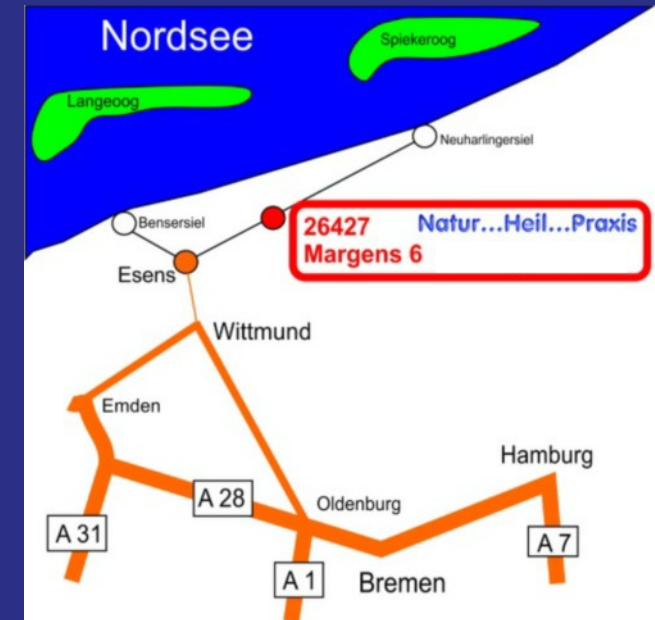 Nordsee
Spiekeroog
Langeoog
Neuharlingersiel
Bensersiel
26427 Natur...Heil...Praxis
Margens 6
Esens
Wittmund
Emden
Hamburg
A 28
Oldenburg
A 31
A 7
A 1
Bremen